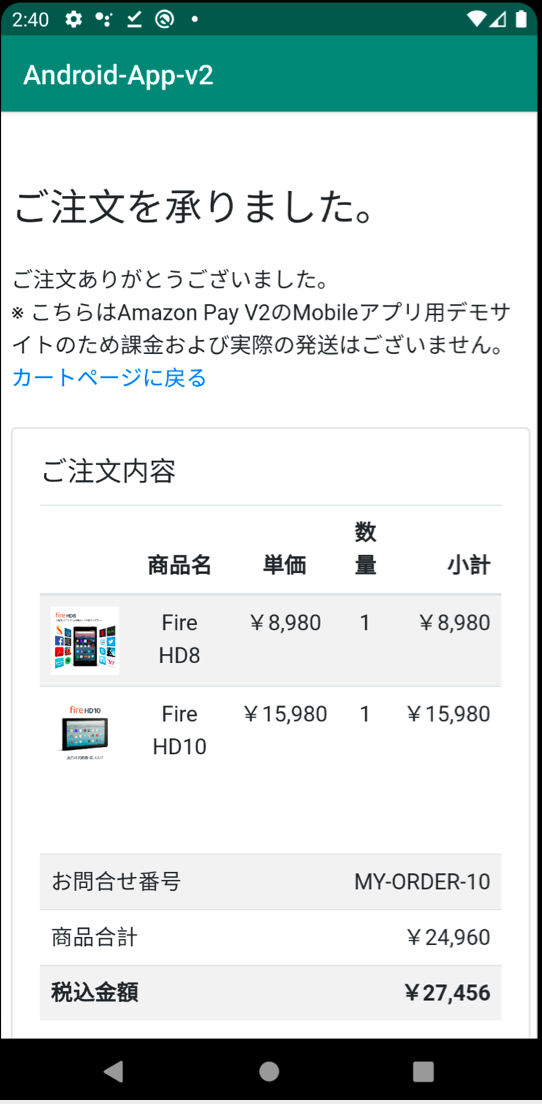 2:40
Android-App-v2
ご注文を承りました。
ご注文ありがとうございました。
※ こちらはAmazon Pay V2のMobileアプリ用デモサ
イトのため課金および実際の発送はございません。
カートページに戻る
ご注文内容
商品名 単価 数量 小計
fire HD8
Fire HD8 ￥8,980 1 ￥8,980
fire HD10
Fire HD10 ￥15,980 1 ￥15,980
お問合せ番号 MY-ORDER-10
商品合計 ￥24,960
税込金額 ￥27,456